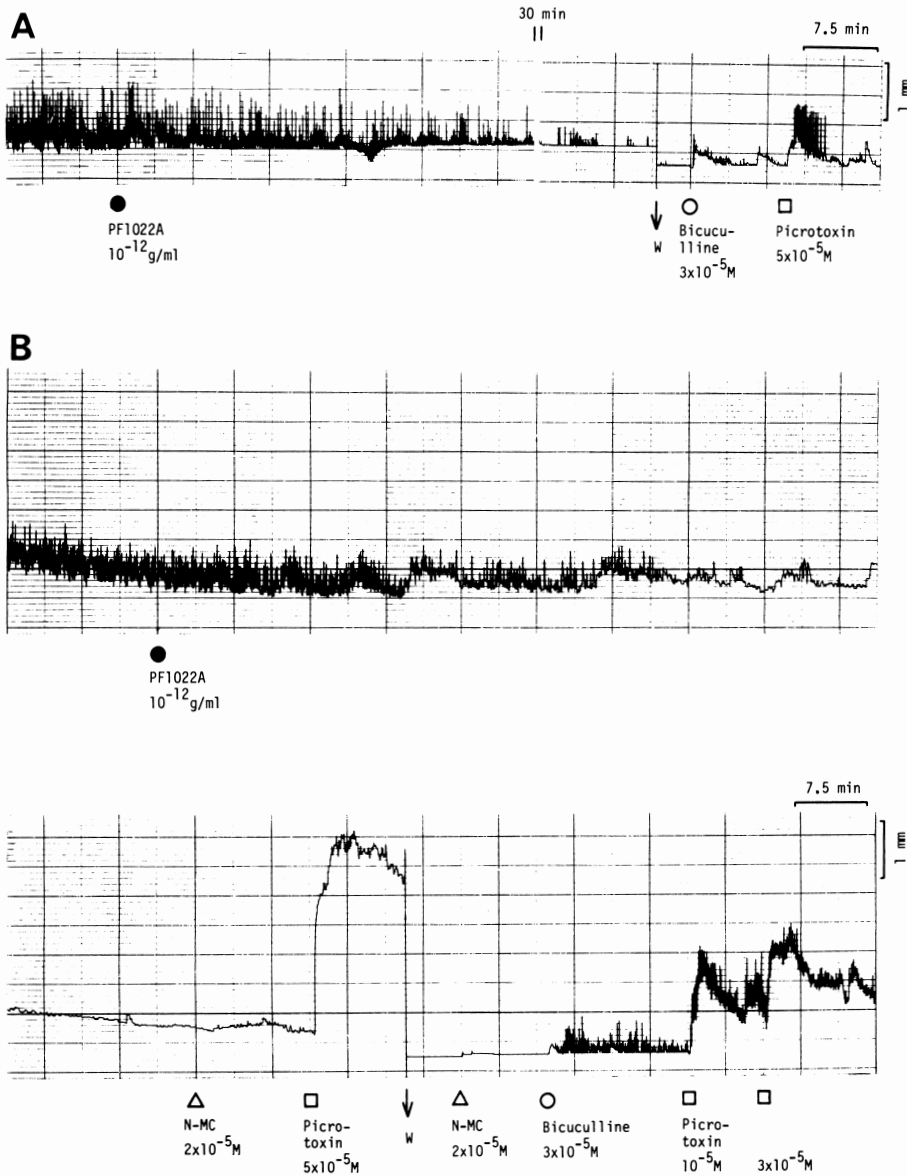 A
30 min
7.5 min
1 mm
PF1022A
10⁻¹²g/ml
W
Bicucu-
lline
3x10⁻⁵M
Picrotoxin
5x10⁻⁵M
B
PF1022A
10⁻¹²g/ml
7.5 min
1 mm
N-MC
2x10⁻⁵M
Picro-
toxin
5x10⁻⁵M
W
N-MC
2x10⁻⁵M
Bicuculline
3x10⁻⁵M
Picro-
toxin
10⁻⁵M
3x10⁻⁵M